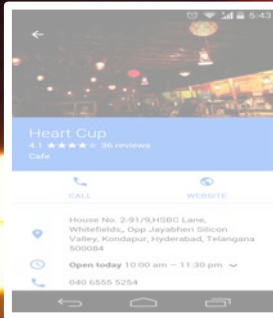 5:43
Heart Cup
4.1 ★★★★☆ 36 reviews
Cafe
CALL WEBSITE
House No. 2-91/9,HSBC Lane,
Whitefields,, Opp Jayabheri Silicon
Valley, Kondapur, Hyderabad, Telangana
500084
Open today 10:00 am – 11:30 pm
040 6555 5254